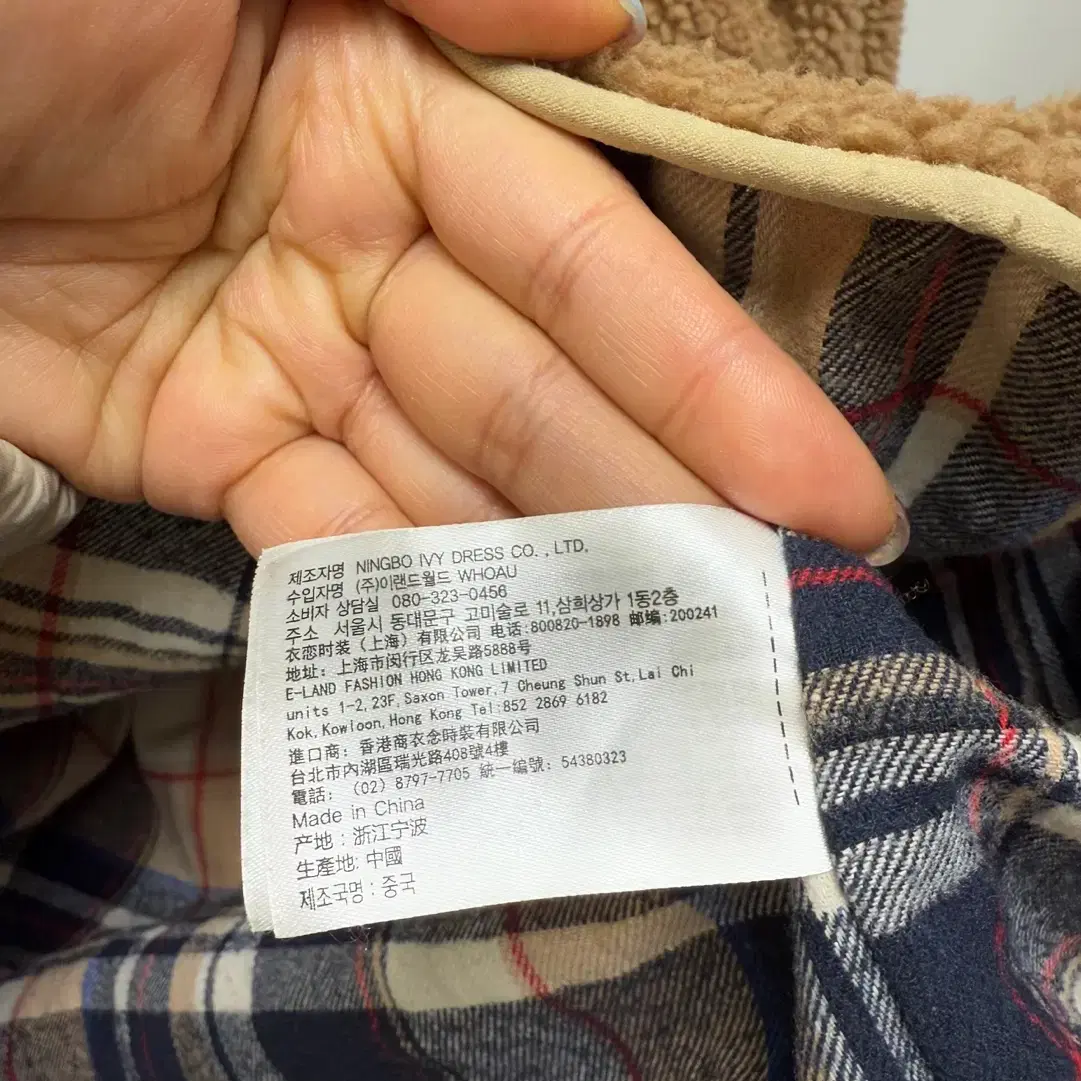 제조자명 NINGBO IVY DRESS CO. ,LTD.
수입자명 (주)이랜드월드 WHOAU
소비자 상담실 080-323-0456
주소 서울시 동대문구 고미술로 11,삼희상가 1동2층
衣恋时装（上海）有限公司 电话:800820-1898 邮编:200241
地址: 上海市闵行区龙吴路5888号
E-LAND FASHION HONG KONG LIMITED
units 1-2,23F,Saxon Tower,7 Cheung Shun St,Lai Chi
Kok,Kowloon,Hong Kong Tel:852 2869 6182
進口商: 香港商衣念時裝有限公司
台北市內湖區瑞光路408號4樓
電話: (02) 8797-7705 統一編號: 54380323
Made in China
产地 : 浙江宁波
生產地: 中國
제조국명 : 중국